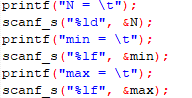 printf("N = \t");
scanf_s("%ld", &N);
printf("min = \t");
scanf_s("%lf", &min);
printf("max = \t");
scanf_s("%lf", &max);